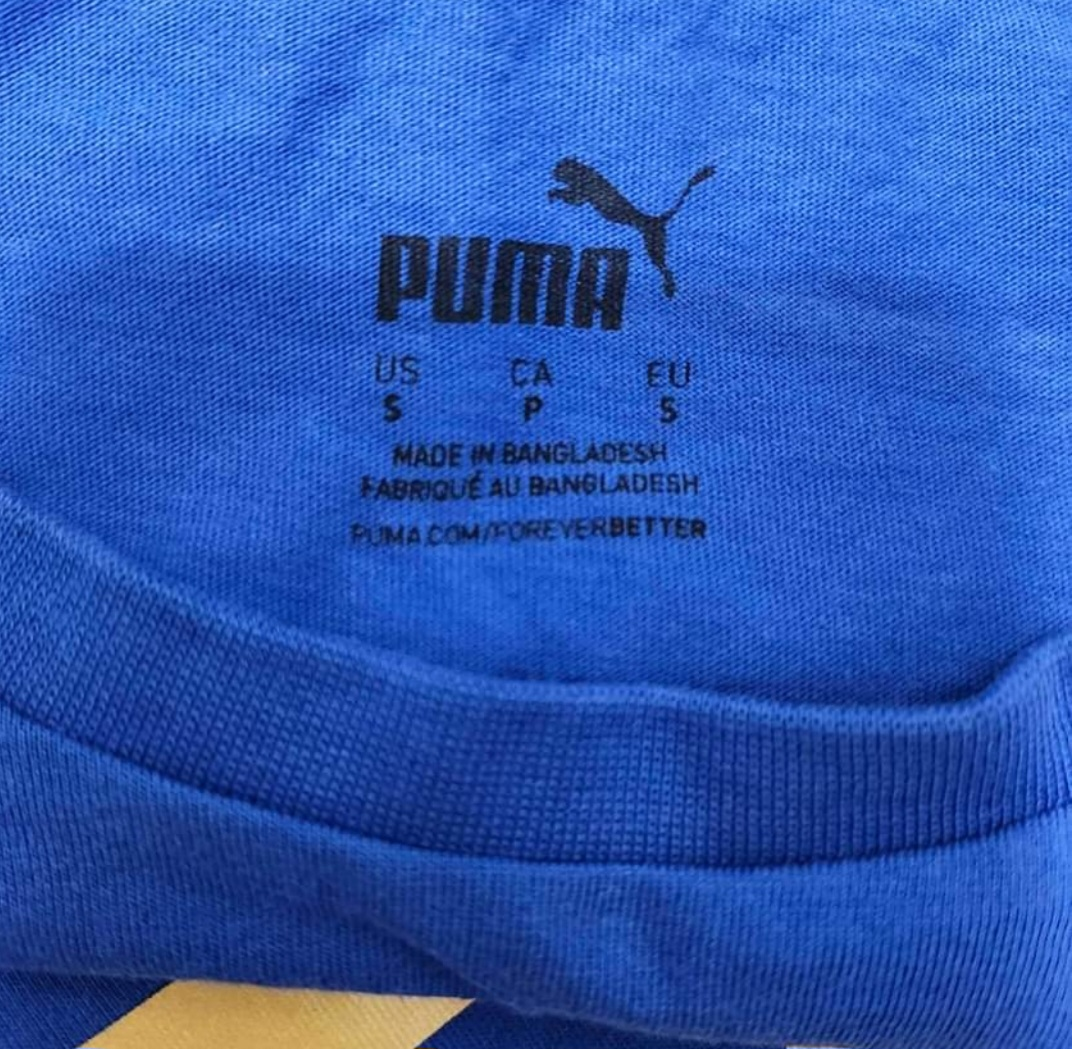 PUMA
US CA EU
S P S
MADE IN BANGLADESH
FABRIQUÉ AU BANGLADESH
PUMA.COM/FOREVERBETTER